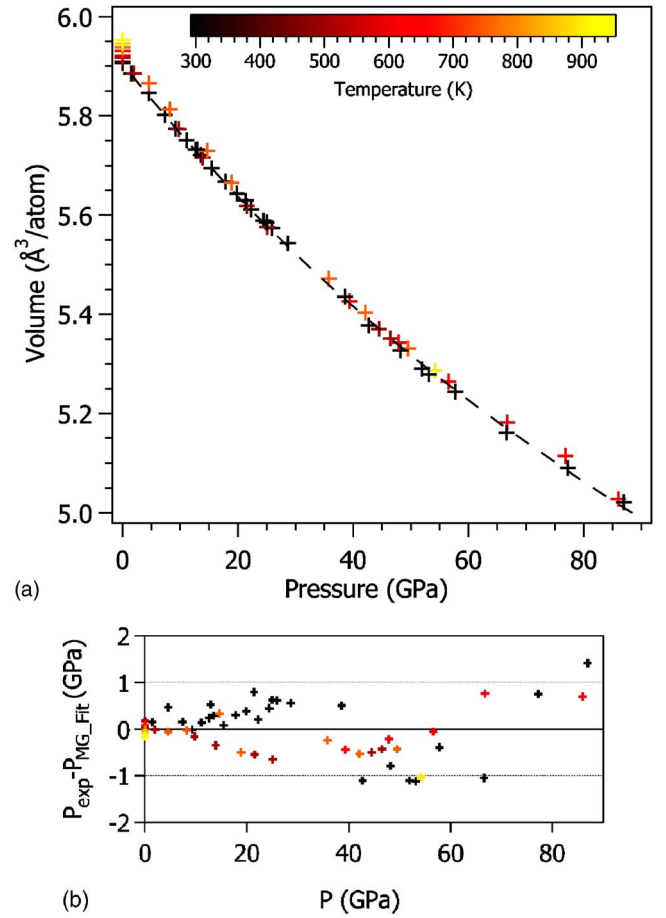 6.0
5.8
5.6
5.4
5.2
5.0
Volume (Å³/atom)
300 400 500 600 700 800 900
Temperature (K)
0 20 40 60 80
Pressure (GPa)
(a)
2
1
0
-1
-2
P_exp-P_MG_Fit (GPa)
0 20 40 60 80
P (GPa)
(b)